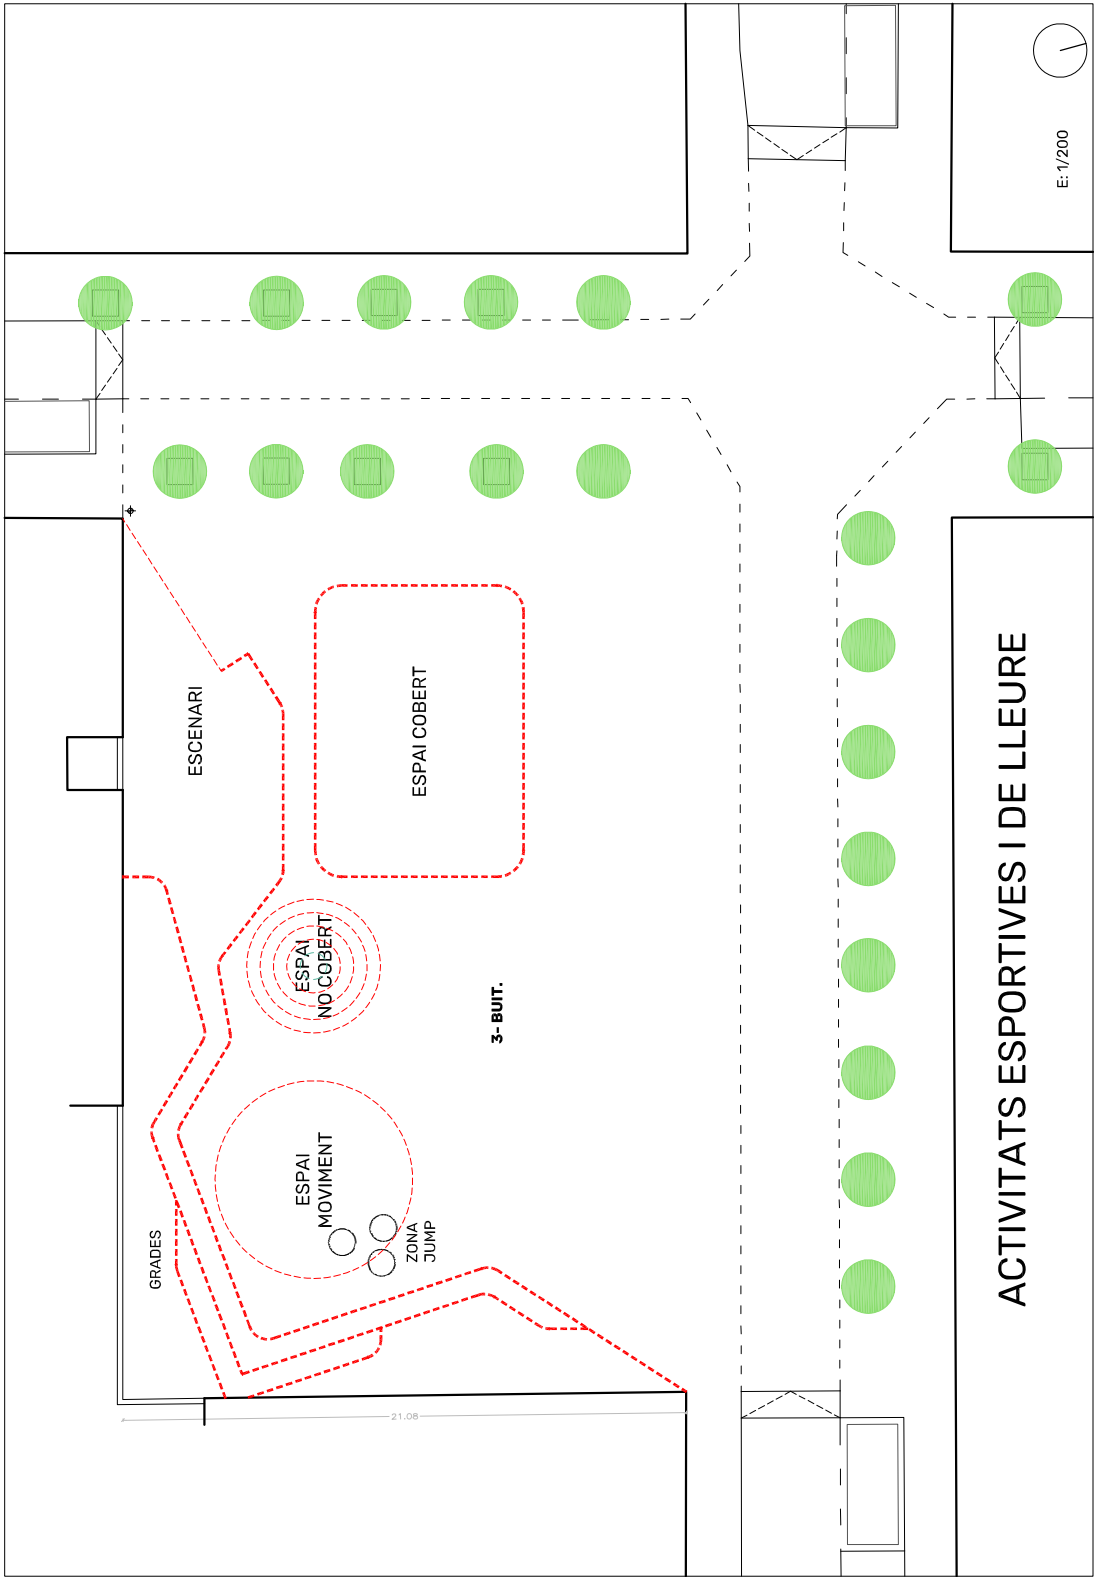 E: 1/200
ESCENARI
ESPAI COBERT
ESPAI
NO COBERT
3- BUIT.
ESPAI
MOVIMENT
ZONA
JUMP
GRADES
21.08
ACTIVITATS ESPORTIVES I DE LLEURE